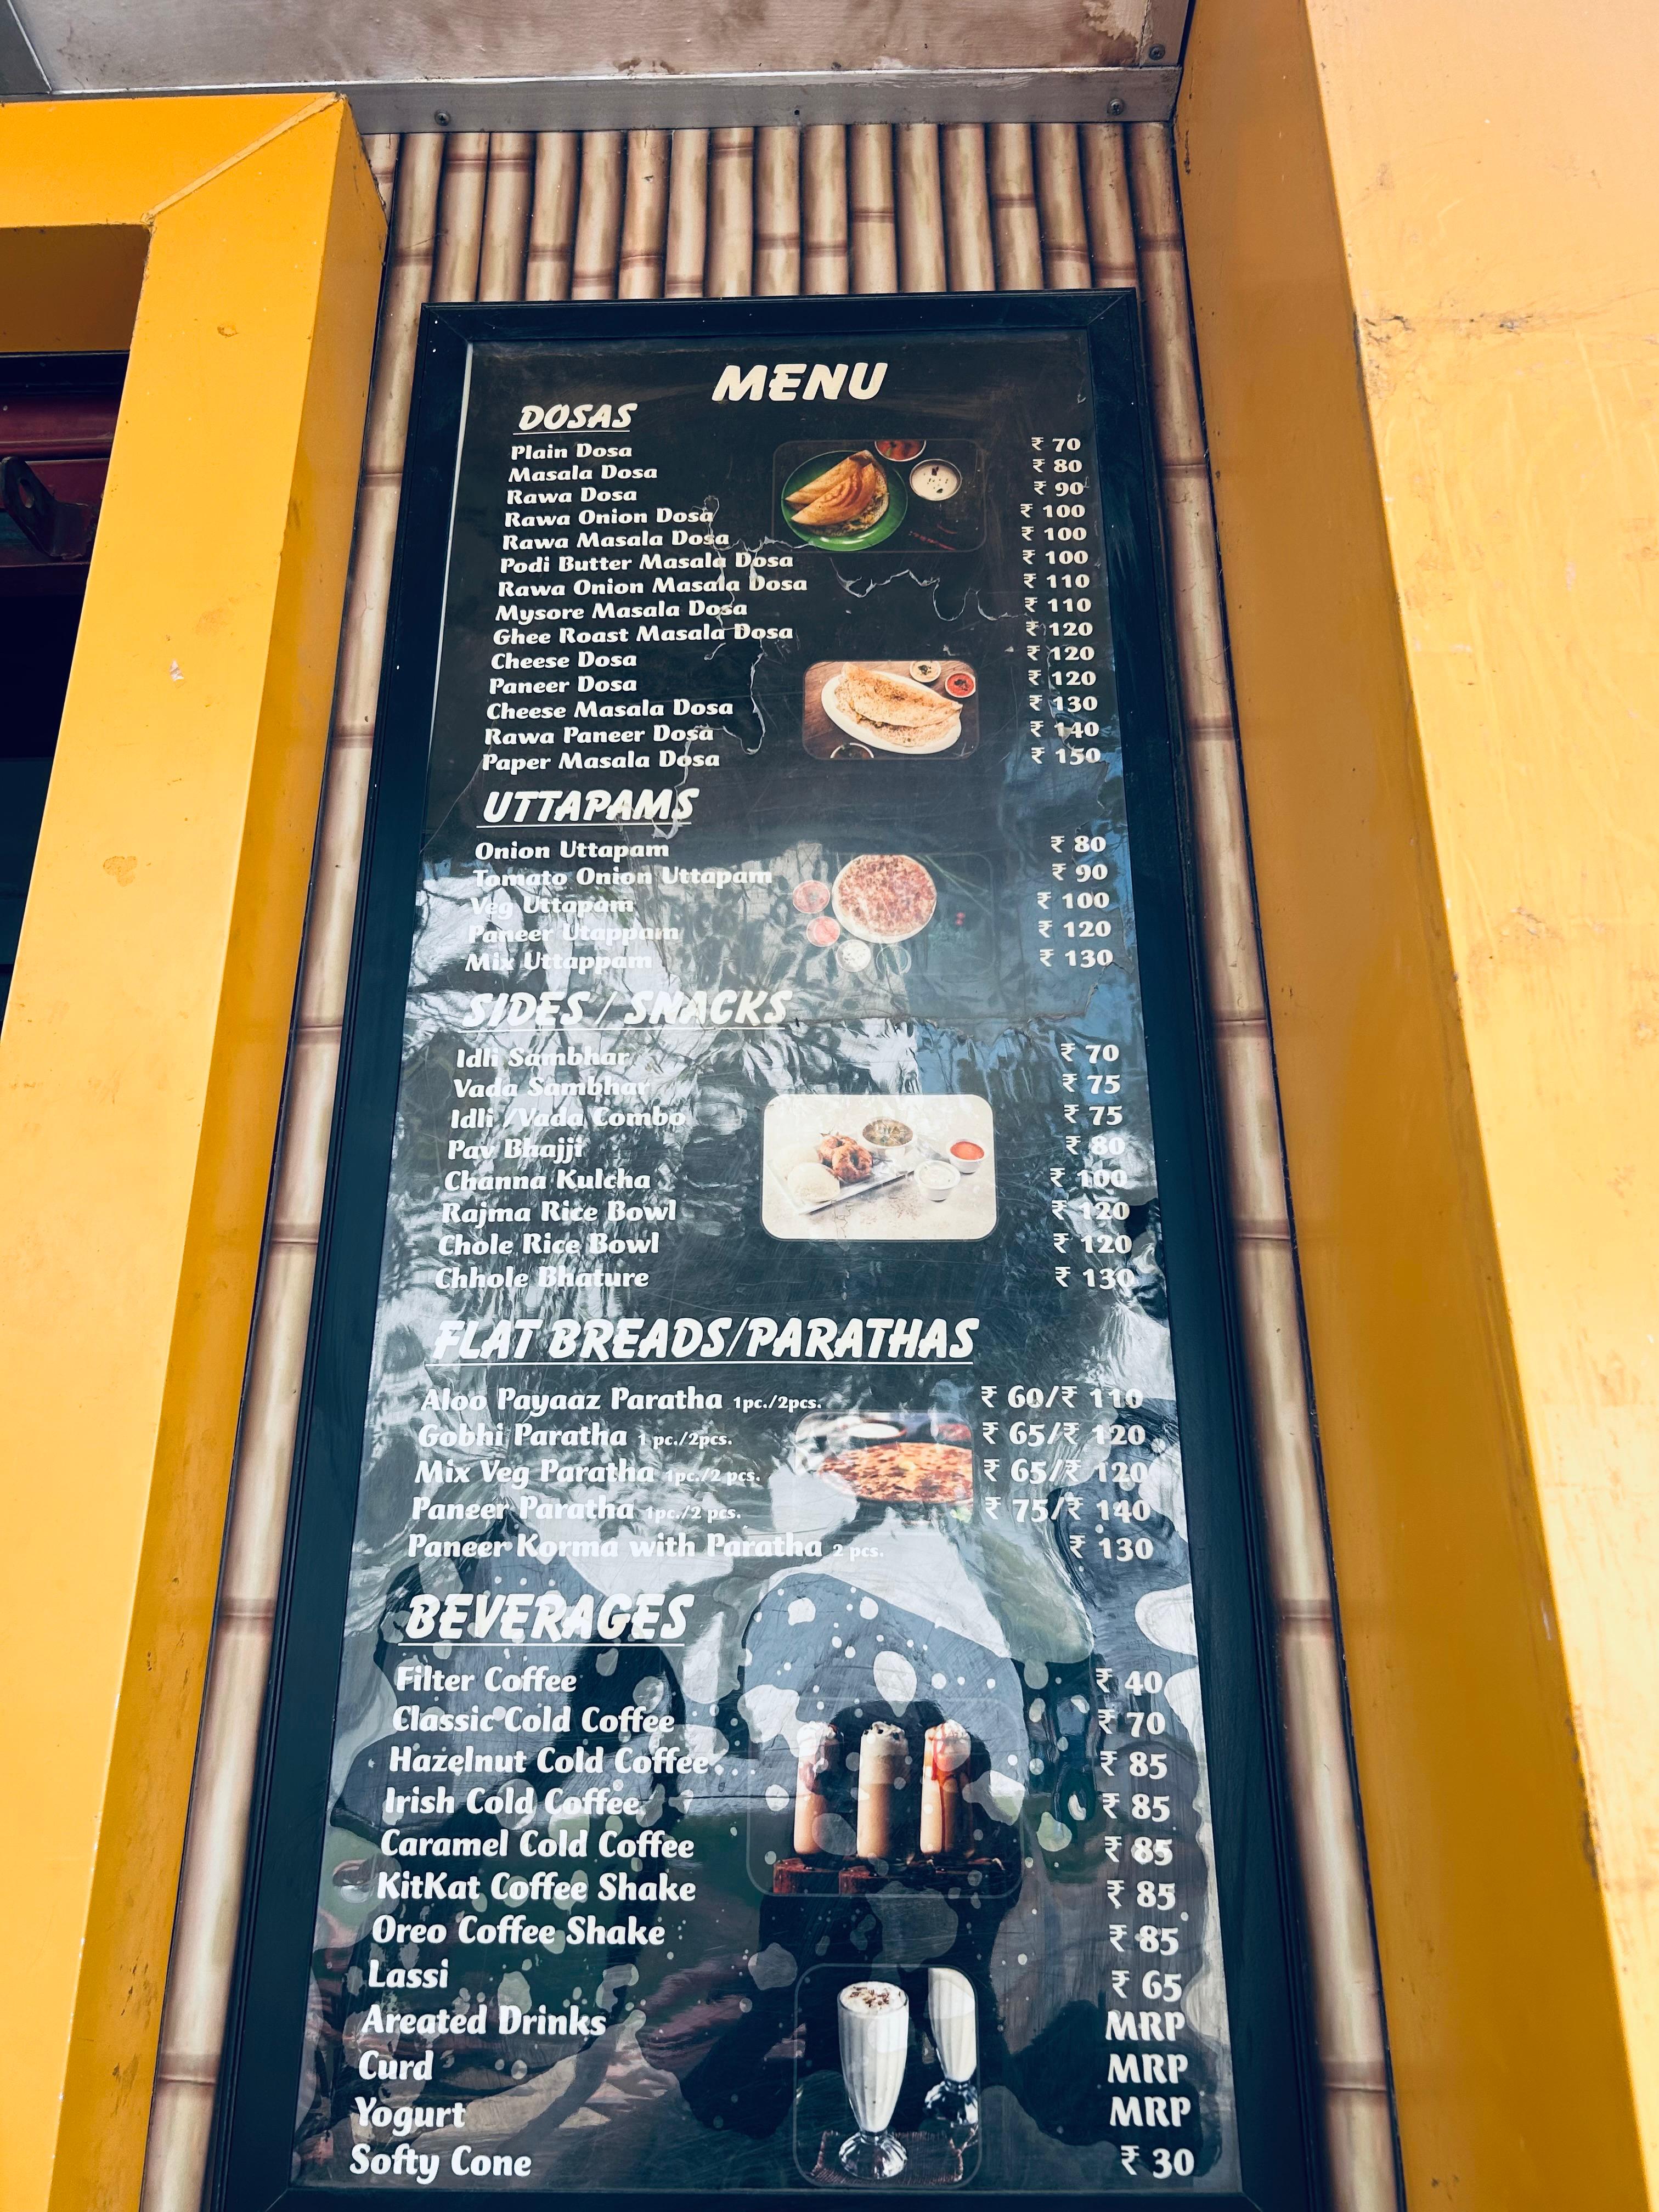 MENU
DOSAS
Plain Dosa ₹ 70
Masala Dosa ₹ 80
Rawa Dosa ₹ 90
Rawa Onion Dosa ₹ 100
Rawa Masala Dosa ₹ 100
Podi Butter Masala Dosa ₹ 100
Rawa Onion Masala Dosa ₹ 110
Mysore Masala Dosa ₹ 110
Ghee Roast Masala Dosa ₹ 120
Cheese Dosa ₹ 120
Paneer Dosa ₹ 120
Cheese Masala Dosa ₹ 130
Rawa Paneer Dosa ₹ 140
Paper Masala Dosa ₹ 150
UTTAPAMS
Onion Uttapam ₹ 80
Tomato Onion Uttapam ₹ 90
Veg Uttapam ₹ 100
Paneer Utappam ₹ 120
Mix Uttappam ₹ 130
SIDES / SNACKS
Idli Sambhar ₹ 70
Vada Sambhar ₹ 75
Idli /Vada Combo ₹ 75
Pav Bhajji ₹ 80
Channa Kulcha ₹ 100
Rajma Rice Bowl ₹ 120
Chole Rice Bowl ₹ 120
Chhole Bhature ₹ 130
FLAT BREADS/PARATHAS
Aloo Payaaz Paratha 1pc./2pcs. ₹ 60/₹ 110
Gobhi Paratha 1 pc./2pcs. ₹ 65/₹ 120
Mix Veg Paratha 1pc./2 pcs. ₹ 65/₹ 120
Paneer Paratha 1pc./2 pcs. ₹ 75/₹ 140
Paneer Korma with Paratha 2 pcs. ₹ 130
BEVERAGES
Filter Coffee ₹ 40
Classic Cold Coffee ₹ 70
Hazelnut Cold Coffee ₹ 85
Irish Cold Coffee ₹ 85
Caramel Cold Coffee ₹ 85
KitKat Coffee Shake ₹ 85
Oreo Coffee Shake ₹ 85
Lassi ₹ 65
Areated Drinks MRP
Curd MRP
Yogurt MRP
Softy Cone ₹ 30